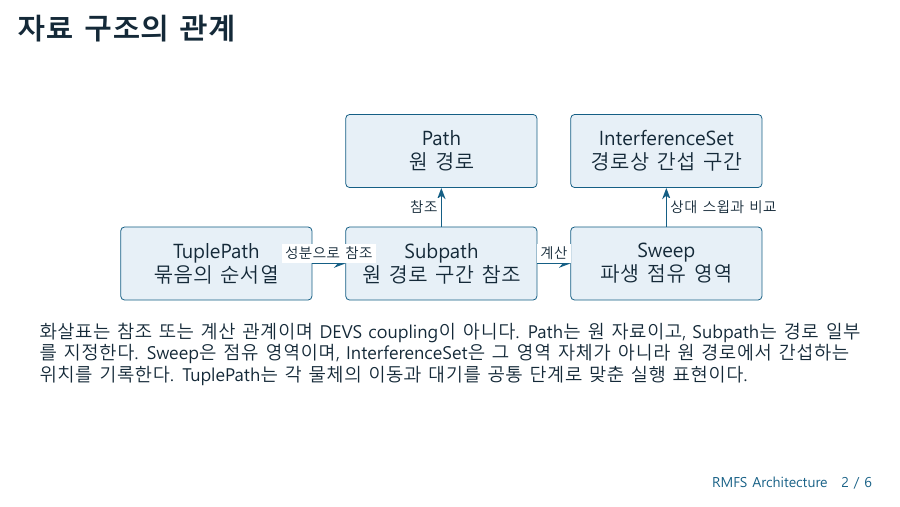 자료 구조의 관계
Path
원 경로
InterferenceSet
경로상 간섭 구간
참조
상대 스윕과 비교
TuplePath
묶음의 순서열
성분으로 참조
Subpath
원 경로 구간 참조
계산
Sweep
파생 점유 영역
화살표는 참조 또는 계산 관계이며 DEVS coupling이 아니다. Path는 원 자료이고, Subpath는 경로 일부
를 지정한다. Sweep은 점유 영역이며, InterferenceSet은 그 영역 자체가 아니라 원 경로에서 간섭하는
위치를 기록한다. TuplePath는 각 물체의 이동과 대기를 공통 단계로 맞춘 실행 표현이다.
RMFS Architecture 2 / 6